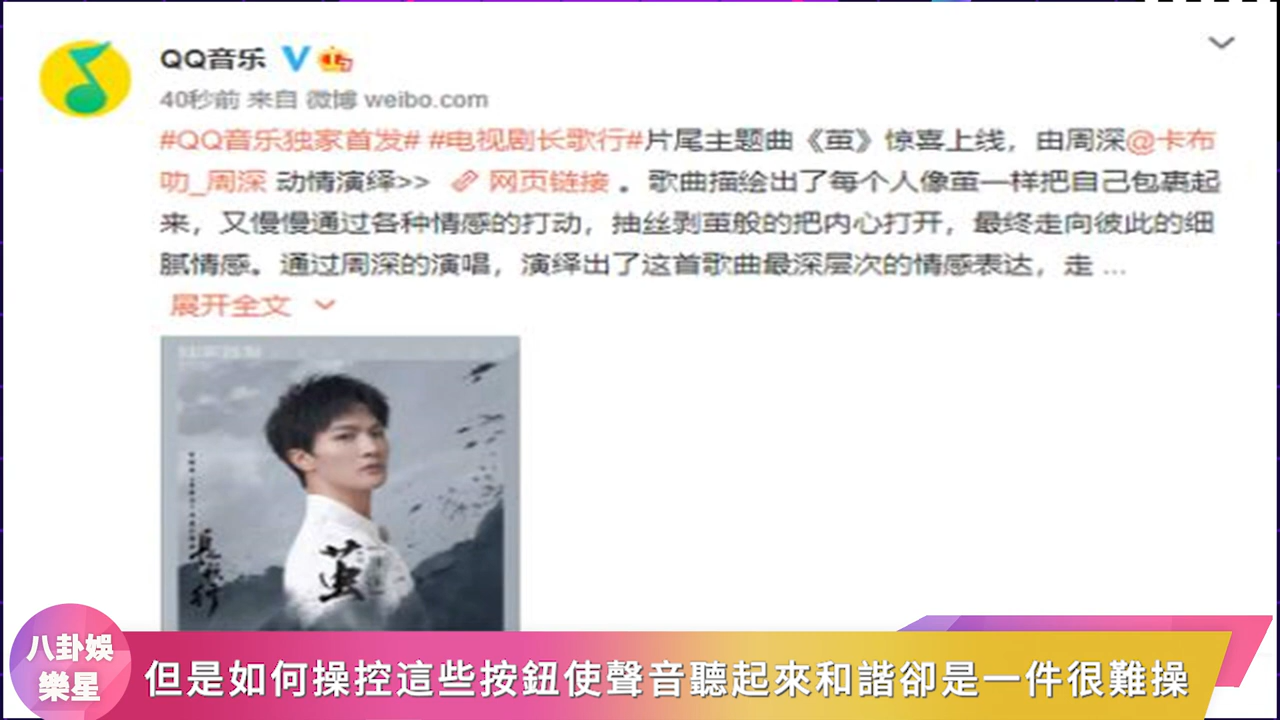 QQ音乐
40秒前 来自 微博 weibo.com
#QQ音乐独家首发# #电视剧长歌行#片尾主题曲《茧》惊喜上线，由周深@卡布
叻_周深 动情演绎>> 网页链接 。歌曲描绘出了每个人像茧一样把自己包裹起
来，又慢慢通过各种情感的打动，抽丝剥茧般的把内心打开，最终走向彼此的细
腻情感。通过周深的演唱，演绎出了这首歌曲最深层次的情感表达，走 ...
展开全文
長歌行
茧
八卦娛
樂星
但是如何操控這些按鈕使聲音聽起來和諧卻是一件很難操